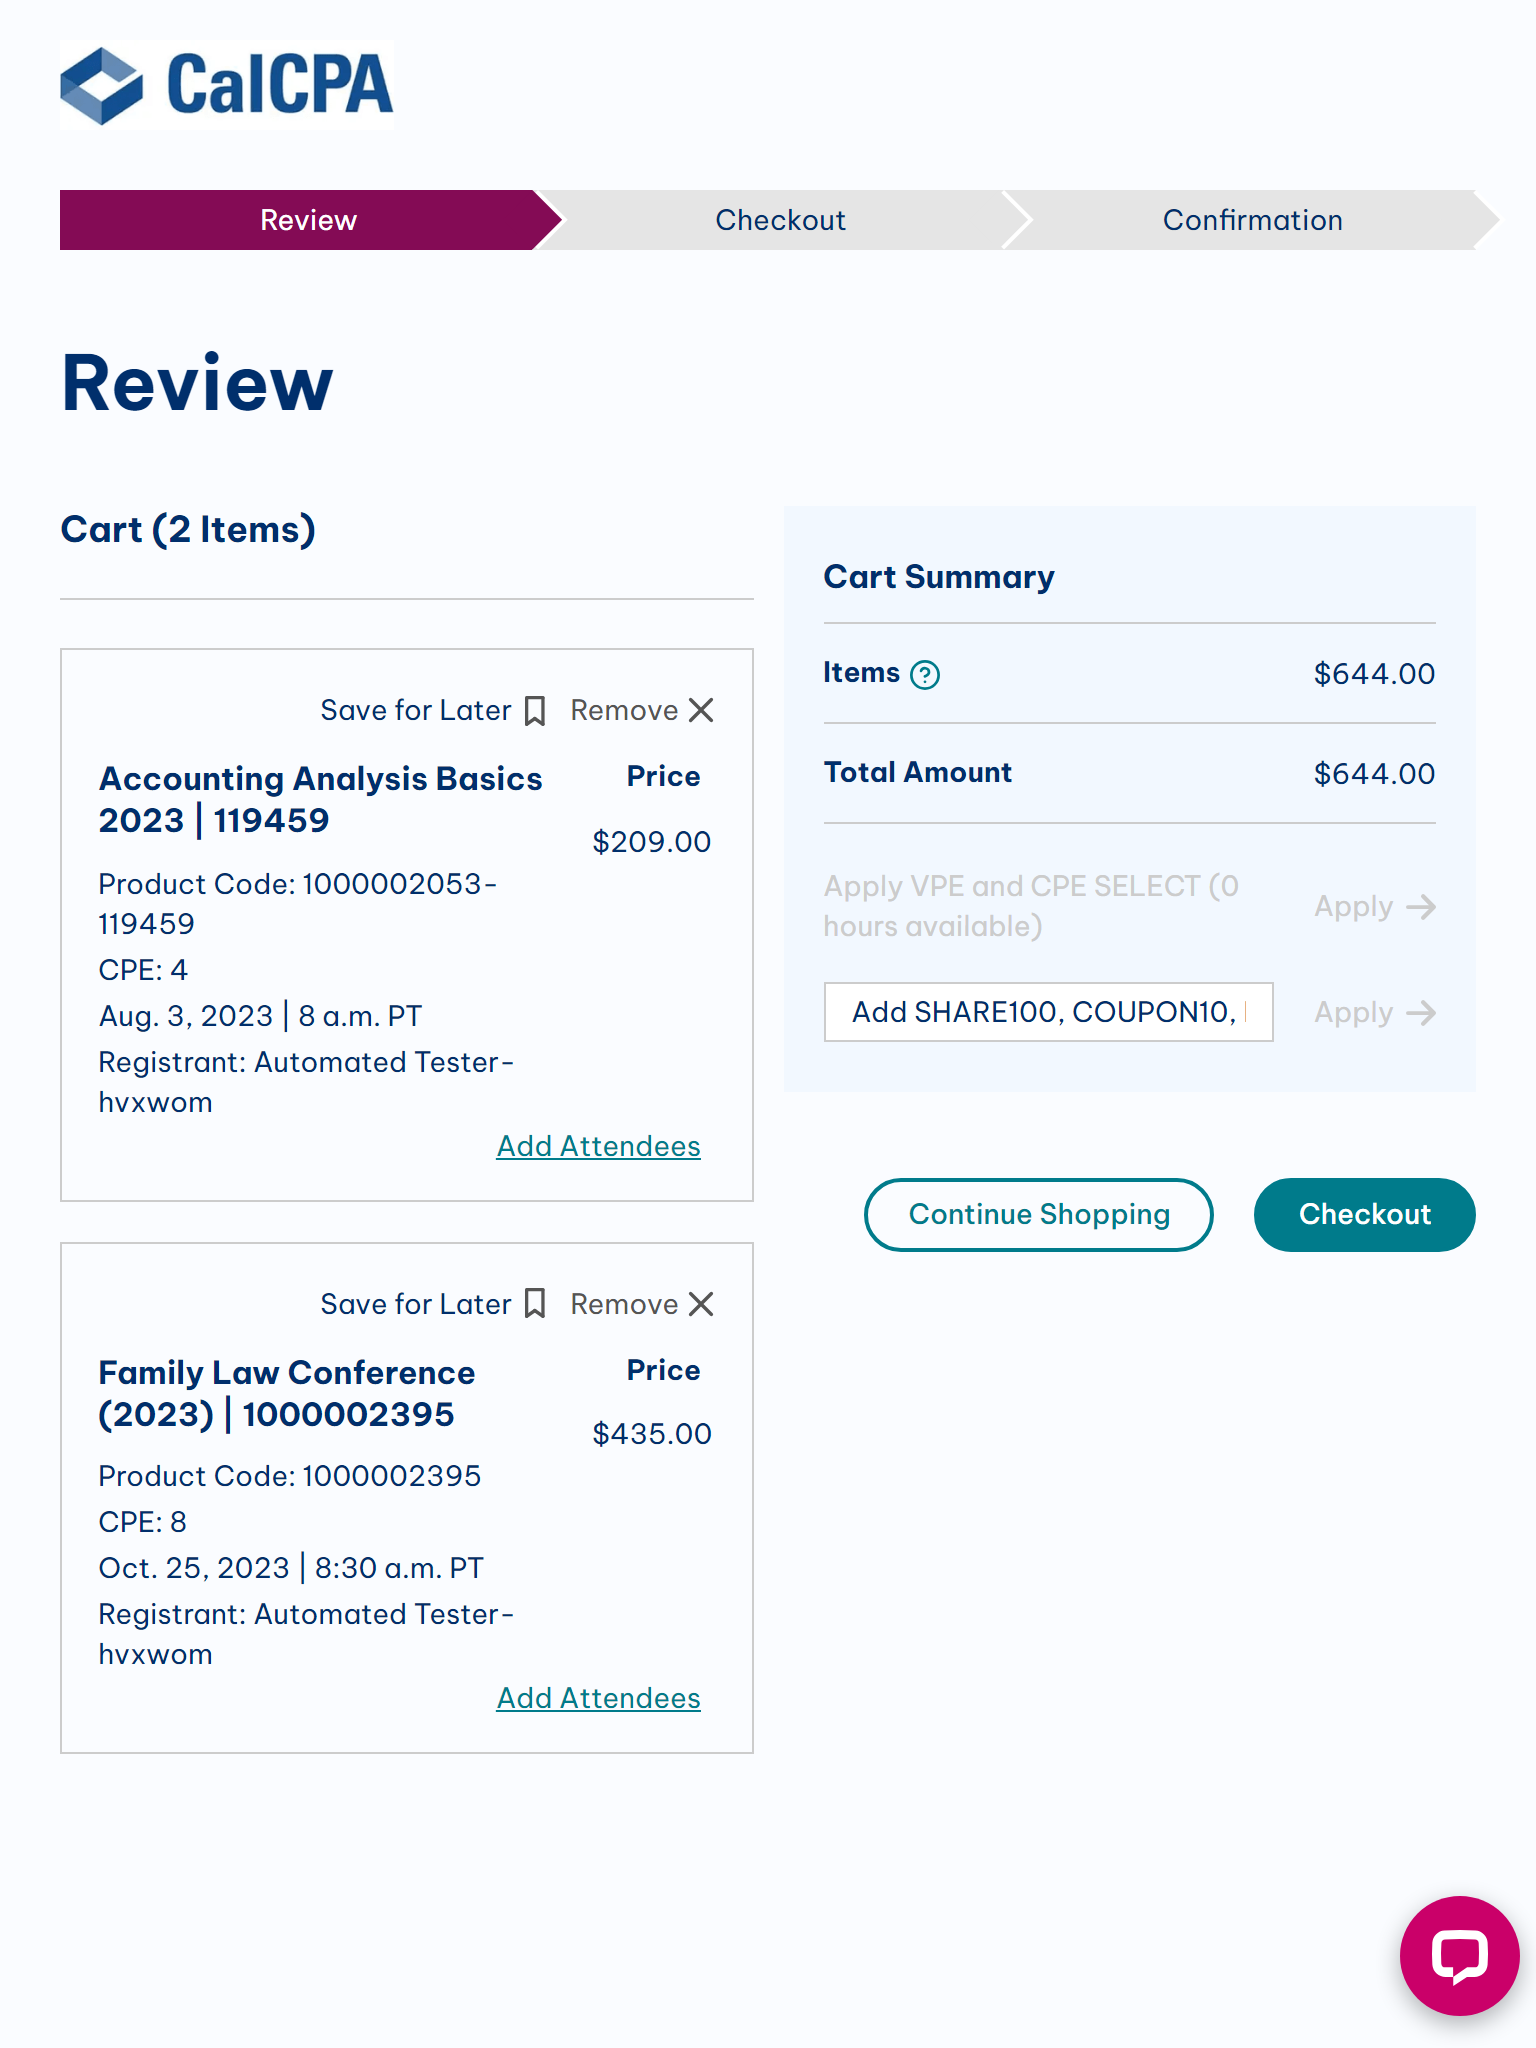 CalCPA
Review
Checkout
Confirmation
Review
Cart (2 Items)
Save for Later
Remove
Accounting Analysis Basics
2023 | 119459
Price
$209.00
Product Code: 1000002053-
119459
CPE: 4
Aug. 3, 2023 | 8 a.m. PT
Registrant: Automated Tester-
hvxwom
Add Attendees
Save for Later
Remove
Family Law Conference
(2023) | 1000002395
Price
$435.00
Product Code: 1000002395
CPE: 8
Oct. 25, 2023 | 8:30 a.m. PT
Registrant: Automated Tester-
hvxwom
Add Attendees
Cart Summary
Items ?
$644.00
Total Amount
$644.00
Apply VPE and CPE SELECT (0
hours available)
Apply
Add SHARE100, COUPON10,
Apply
Continue Shopping
Checkout